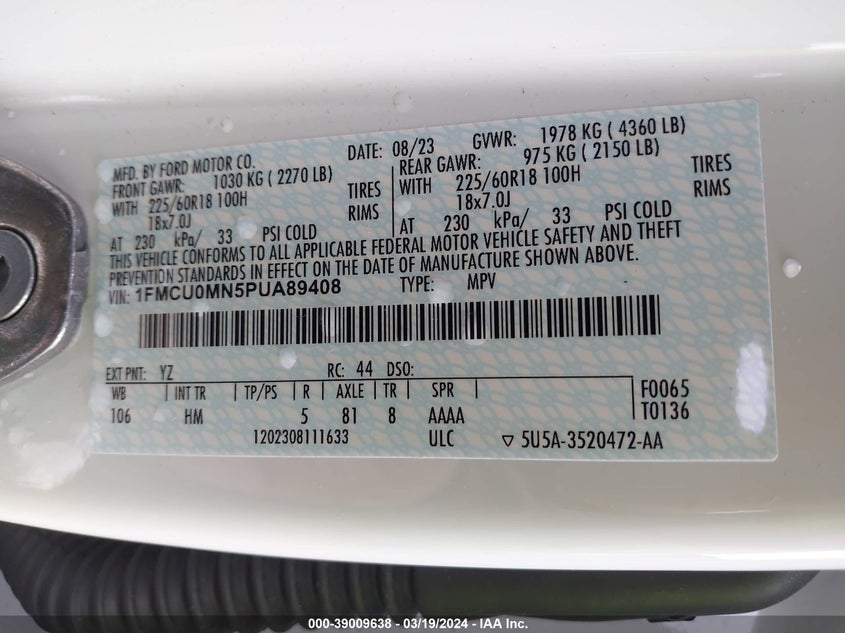 MFD. BY FORD MOTOR CO. DATE: 08/23 GVWR: 1978 KG ( 4360 LB)
FRONT GAWR: 1030 KG ( 2270 LB) REAR GAWR: 975 KG ( 2150 LB)
WITH 225/60R18 100H TIRES WITH 225/60R18 100H TIRES
18x7.0J RIMS 18x7.0J RIMS
AT 230 kPa/ 33 PSI COLD AT 230 kPa/ 33 PSI COLD
THIS VEHICLE CONFORMS TO ALL APPLICABLE FEDERAL MOTOR VEHICLE SAFETY AND THEFT
PREVENTION STANDARDS IN EFFECT ON THE DATE OF MANUFACTURE SHOWN ABOVE.
VIN: 1FMCU0MN5PUA89408 TYPE: MPV
EXT PNT: YZ RC: 44 DSO:
WB INT TR TP/PS R AXLE TR SPR F0065
106 HM 5 81 8 AAAA T0136
1202308111633 ULC ▽ 5U5A-3520472-AA
000-39009638 - 03/19/2024 - IAA Inc.